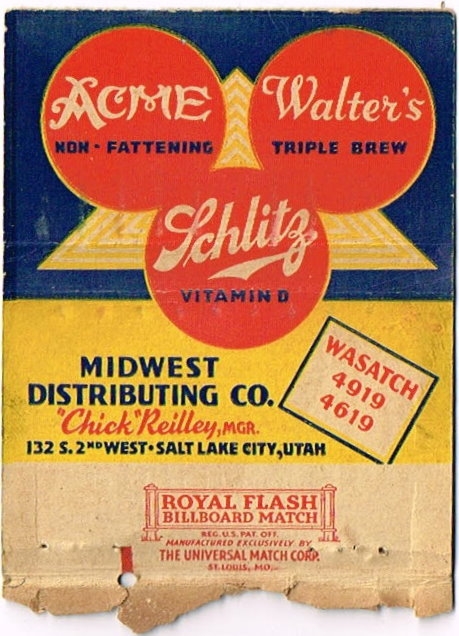 ACME
NON-FATTENING
Walter's
TRIPLE BREW
Schlitz
VITAMIN D
MIDWEST
DISTRIBUTING CO.
"Chick" Reilley, MGR.
132 S. 2ND WEST • SALT LAKE CITY, UTAH
WASATCH
4919
4619
ROYAL FLASH
BILLBOARD MATCH
REG. U.S. PAT. OFF.
MANUFACTURED EXCLUSIVELY BY
THE UNIVERSAL MATCH CORP.
ST. LOUIS, MO.